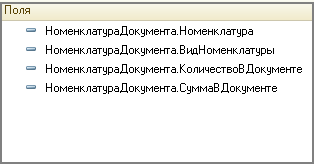 Поля
НоменклатураДокумента.Номенклатура
НоменклатураДокумента.ВидНоменклатуры
НоменклатураДокумента.КоличествоВДокументе
НоменклатураДокумента.СуммаВДокументе